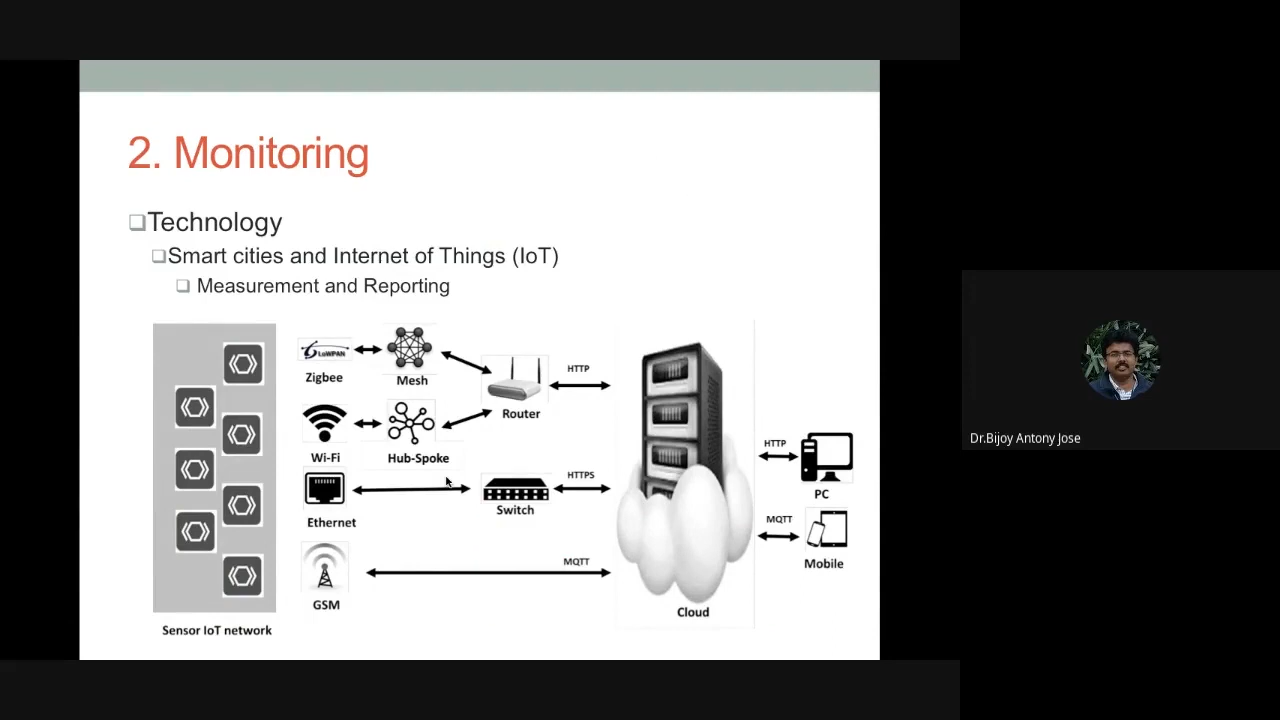 2. Monitoring
Technology
Smart cities and Internet of Things (IoT)
Measurement and Reporting
LoWPAN
Zigbee
Mesh
Router
HTTP
Wi-Fi
Hub-Spoke
Ethernet
Switch
HTTPS
GSM
MQTT
Sensor IoT network
Cloud
HTTP
PC
MQTT
Mobile
Dr.Bijoy Antony Jose